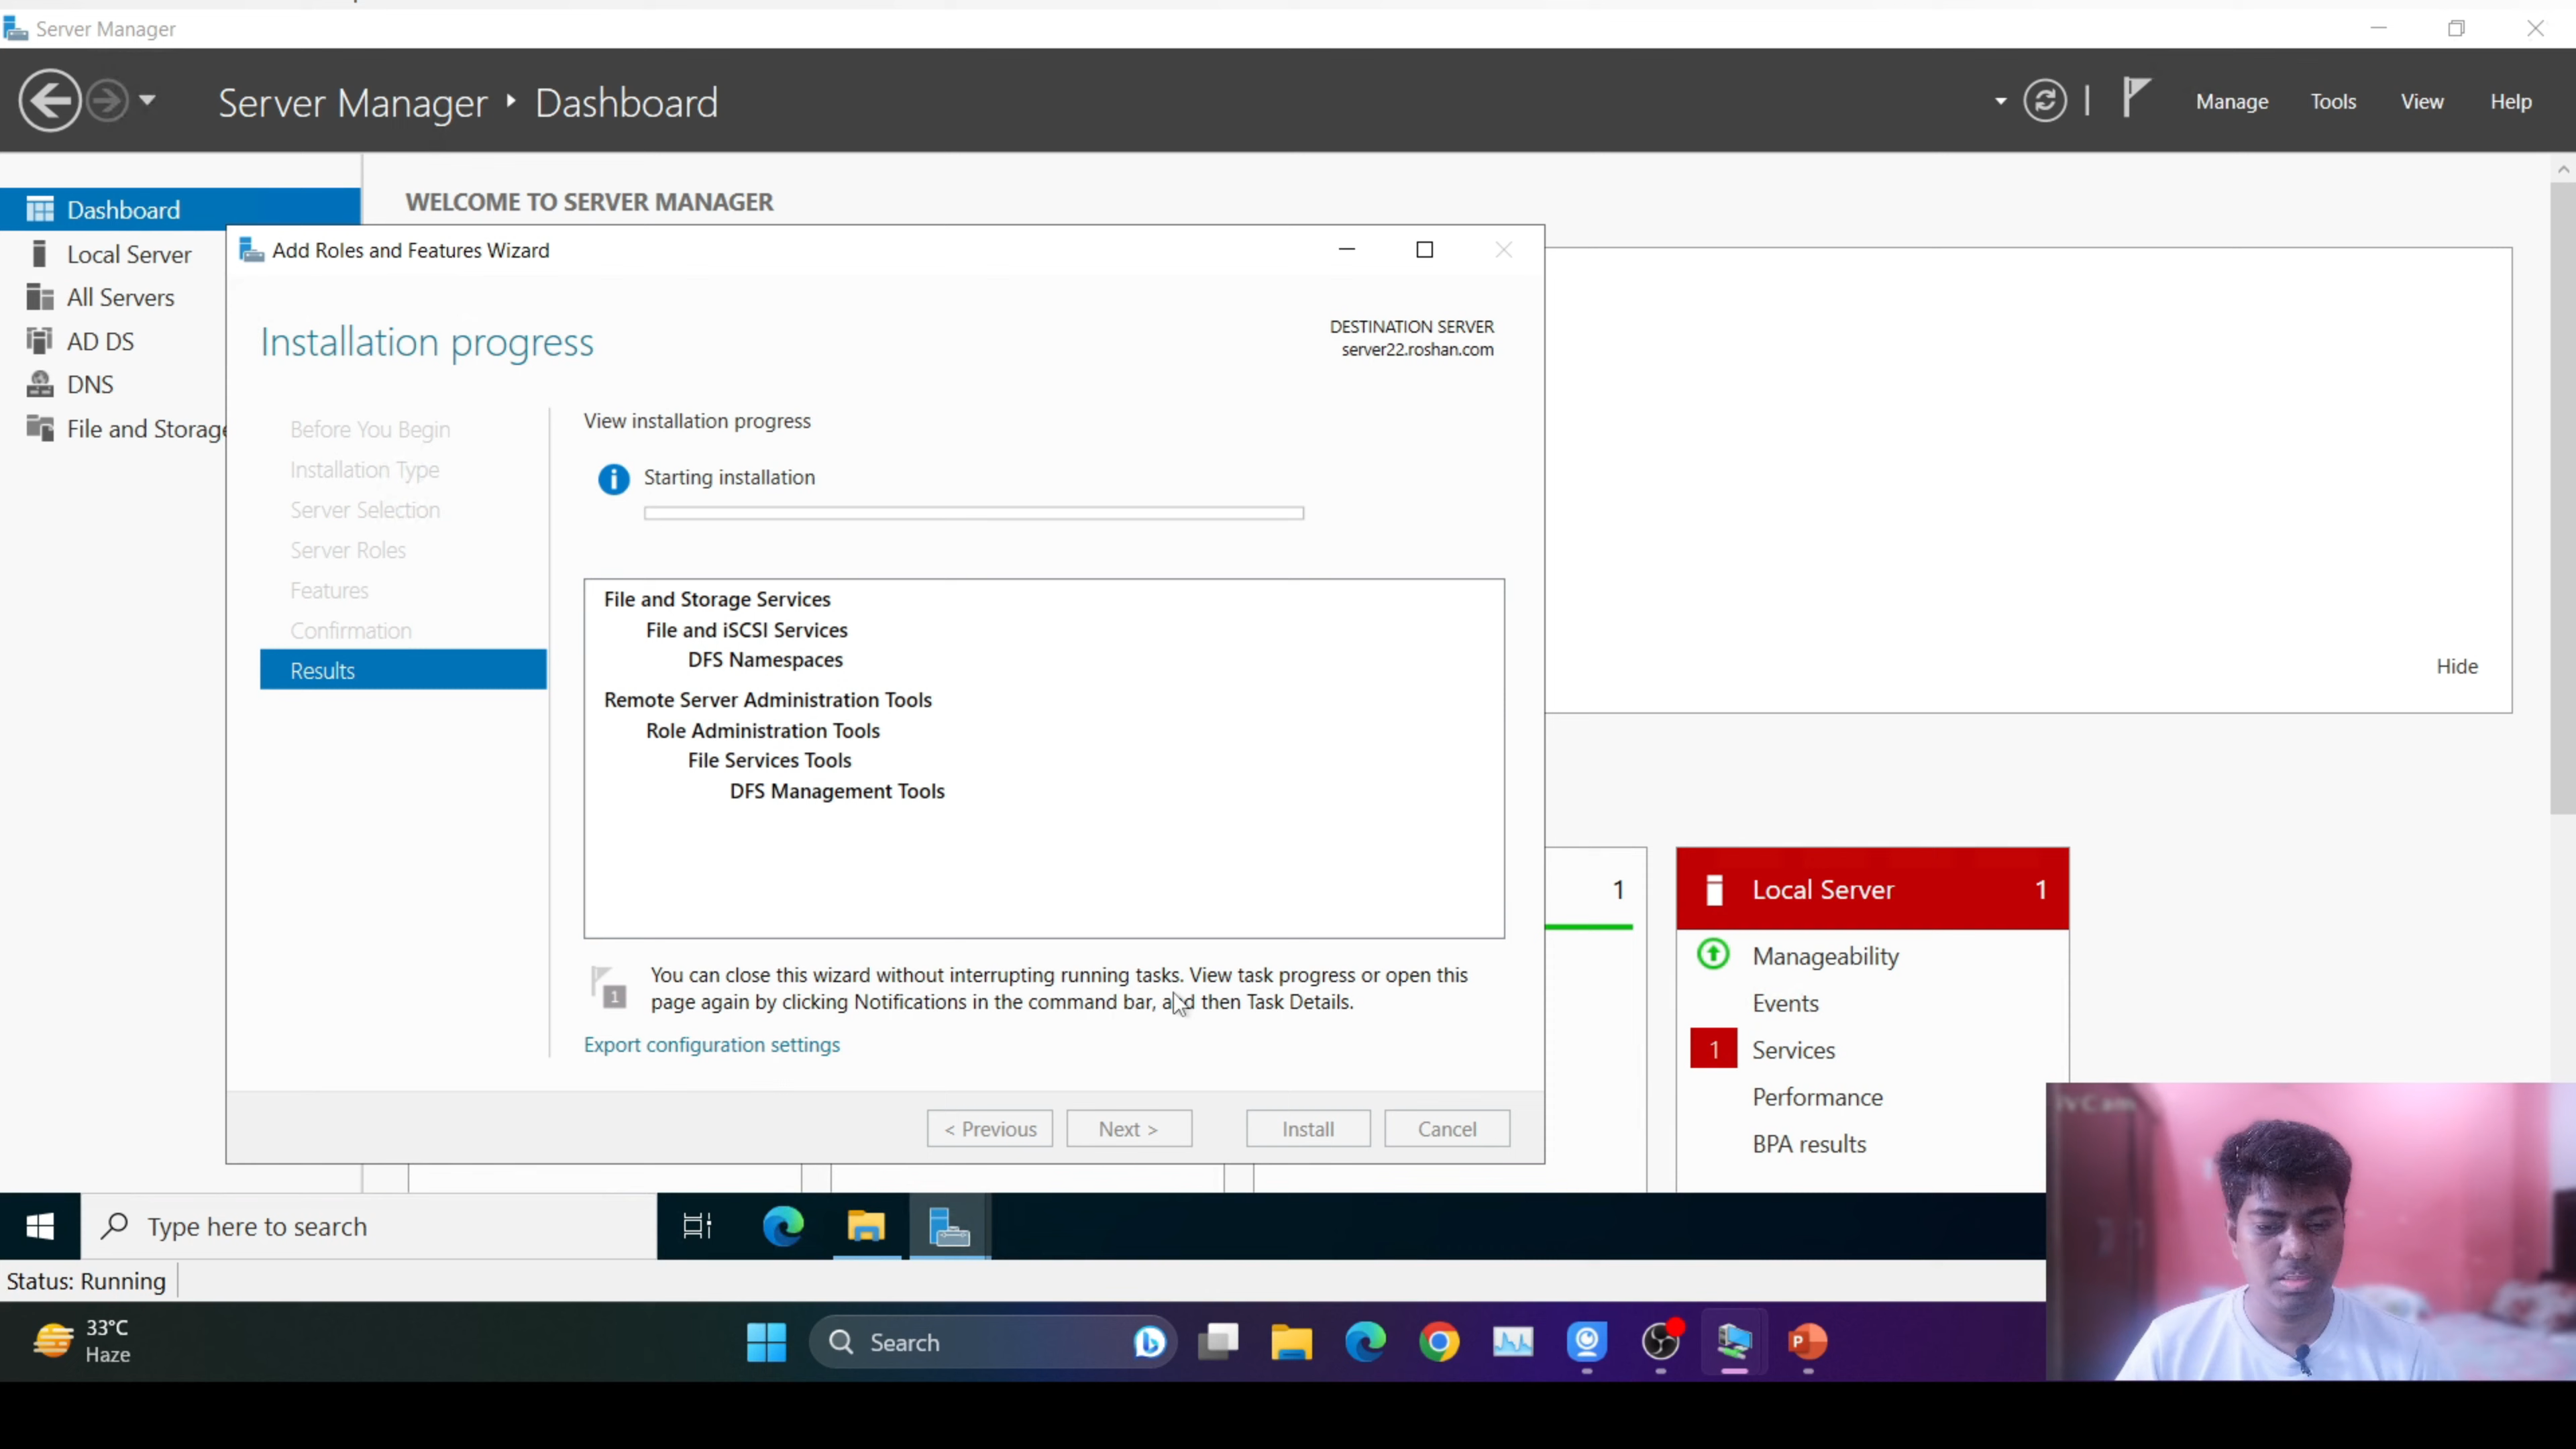 Server Manager
Server Manager ‣ Dashboard
Manage
Tools
View
Help
Dashboard
Local Server
All Servers
AD DS
DNS
File and Storage
WELCOME TO SERVER MANAGER
Add Roles and Features Wizard
Installation progress
DESTINATION SERVER
server22.roshan.com
Before You Begin
Installation Type
Server Selection
Server Roles
Features
Confirmation
Results
View installation progress
Starting installation
File and Storage Services
File and iSCSI Services
DFS Namespaces
Remote Server Administration Tools
Role Administration Tools
File Services Tools
DFS Management Tools
1
You can close this wizard without interrupting running tasks. View task progress or open this
page again by clicking Notifications in the command bar, and then Task Details.
Export configuration settings
< Previous
Next >
Install
Cancel
Hide
1
Local Server 1
Manageability
Events
1 Services
Performance
BPA results
iVCam
Type here to search
Status: Running
33°C
Haze
Search